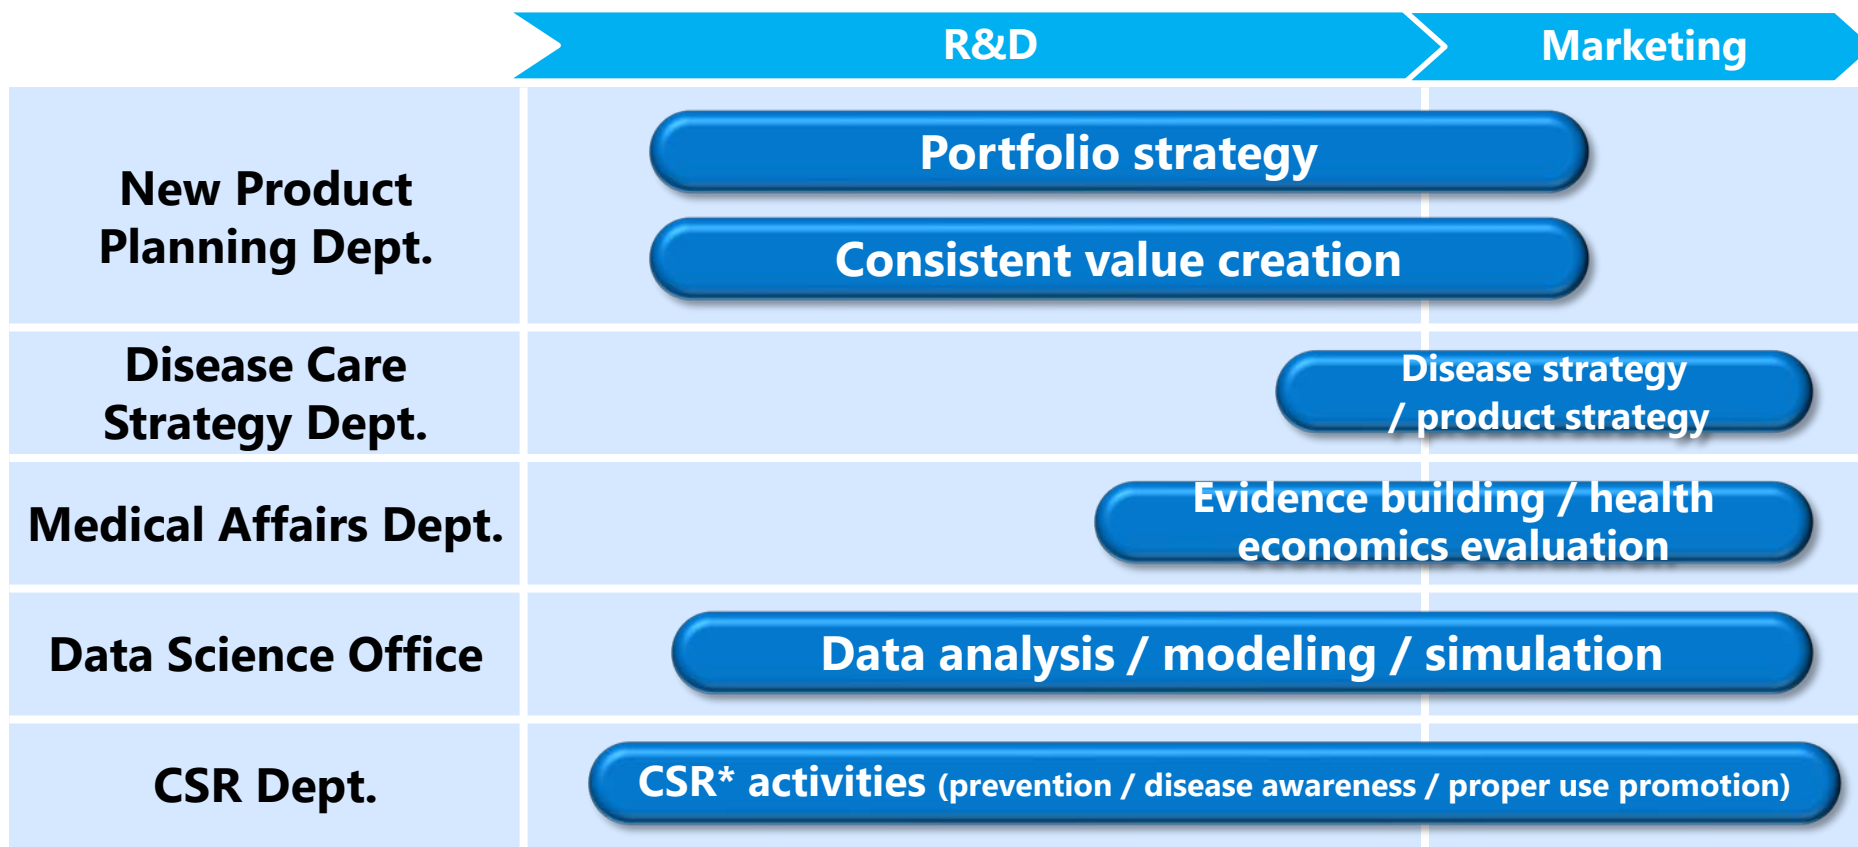 R&D
Marketing
New Product
Planning Dept.
Portfolio strategy
Consistent value creation
Disease Care
Strategy Dept.
Disease strategy
/ product strategy
Medical Affairs Dept.
Evidence building / health
economics evaluation
Data Science Office
Data analysis / modeling / simulation
CSR Dept.
CSR* activities (prevention / disease awareness / proper use promotion)